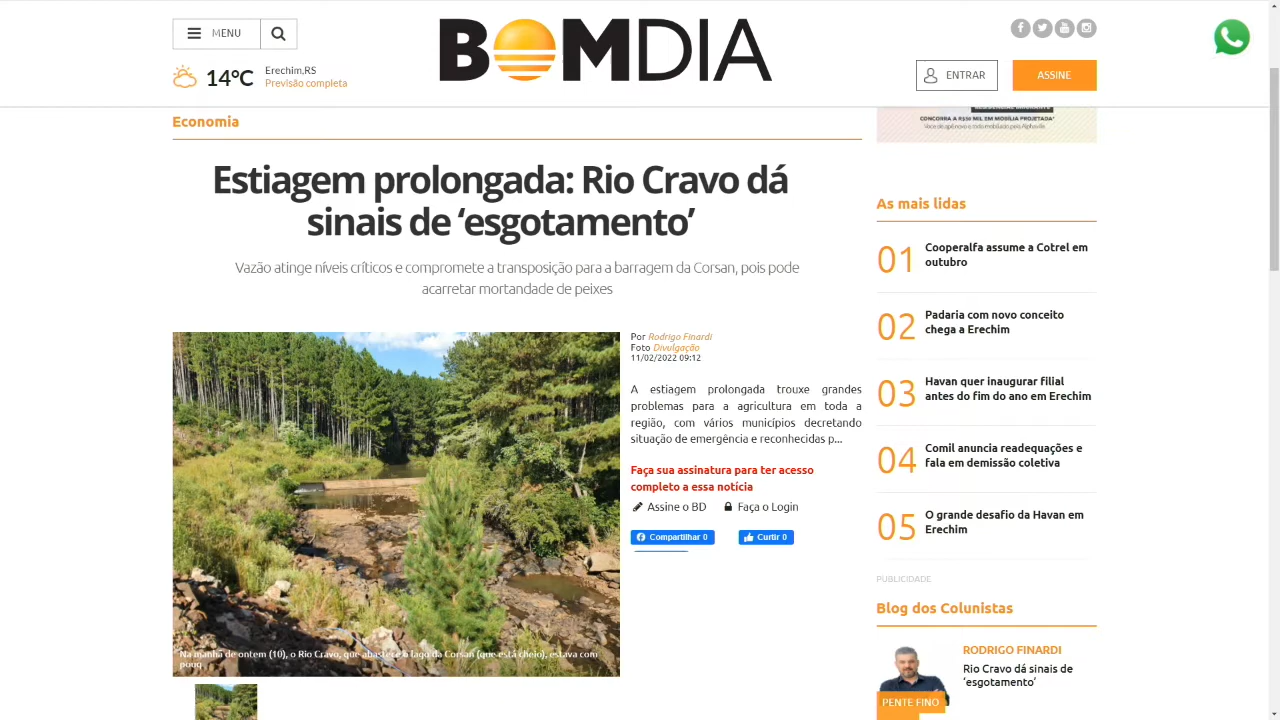 MENU
BOMDIA
14ºC
Erechim,RS
Previsão completa
ENTRAR
ASSINE
CONCORRA A R$50 MIL EM MOBÍLIA PROJETADA*
Economia
Estiagem prolongada: Rio Cravo dá
sinais de ‘esgotamento’
Vazão atinge níveis críticos e compromete a transposição para a barragem da Corsan, pois pode
acarretar mortandade de peixes
Por Rodrigo Finardi
Foto Divulgação
11/02/2022 09:12
A estiagem prolongada trouxe grandes
problemas para a agricultura em toda a
região, com vários municípios decretando
situação de emergência e reconhecidas p...
Faça sua assinatura para ter acesso
completo a essa notícia
Assine o BD
Faça o Login
Compartilhar 0
Curtir 0
Na manhã de ontem (10), o Rio Cravo, que abastece o lago da Corsan (que está cheio), estava com
pouq
As mais lidas
01 Cooperalfa assume a Cotrel em
outubro
02 Padaria com novo conceito
chega a Erechim
03 Havan quer inaugurar filial
antes do fim do ano em Erechim
04 Comil anuncia readequações e
fala em demissão coletiva
05 O grande desafio da Havan em
Erechim
PUBLICIDADE
Blog dos Colunistas
RODRIGO FINARDI
Rio Cravo dá sinais de
‘esgotamento’
PENTE FINO